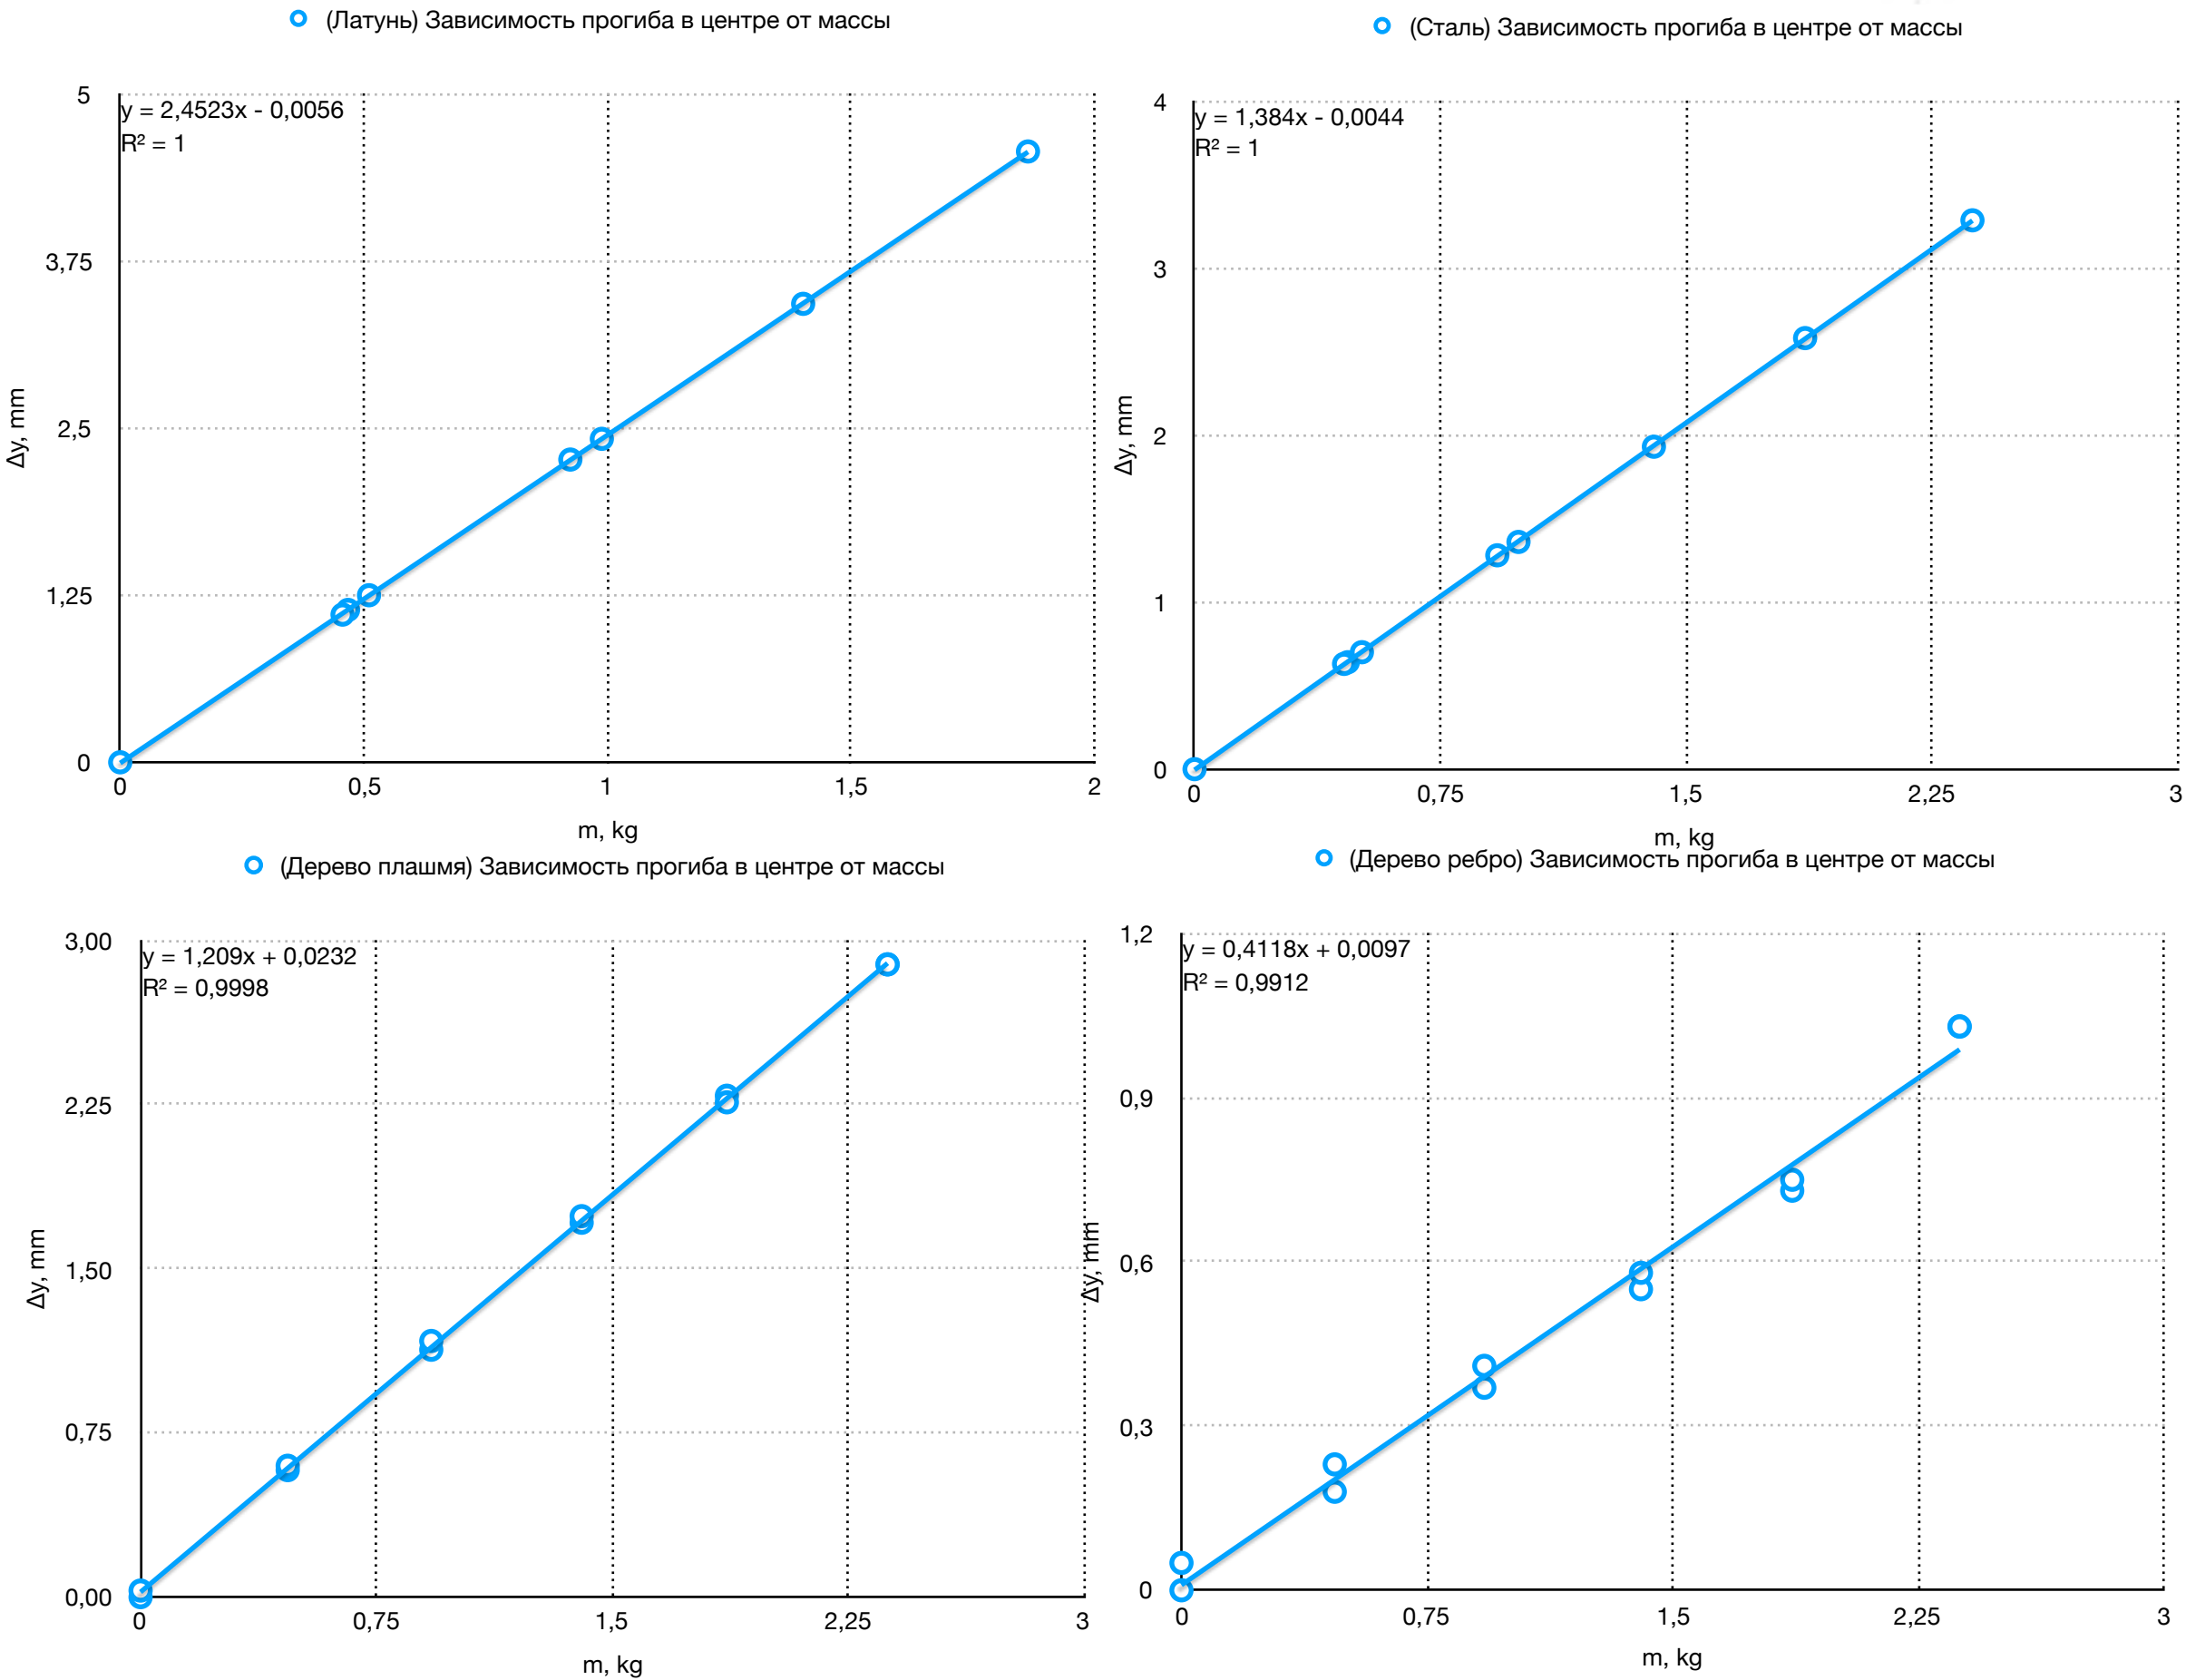 (Латунь) Зависимость прогиба в центре от массы
5
y = 2,4523x - 0,0056
R² = 1
3,75
Δy, mm
2,5
1,25
0
0
0,5
1
1,5
2
m, kg
(Сталь) Зависимость прогиба в центре от массы
4
y = 1,384x - 0,0044
R² = 1
3
Δy, mm
2
1
0
0
0,75
1,5
2,25
3
m, kg
(Дерево плашмя) Зависимость прогиба в центре от массы
3,00
y = 1,209x + 0,0232
R² = 0,9998
2,25
Δy, mm
1,50
0,75
0,00
0
0,75
1,5
2,25
3
m, kg
(Дерево ребро) Зависимость прогиба в центре от массы
1,2
y = 0,4118x + 0,0097
R² = 0,9912
0,9
Δy, mm
0,6
0,3
0
0
0,75
1,5
2,25
3
m, kg